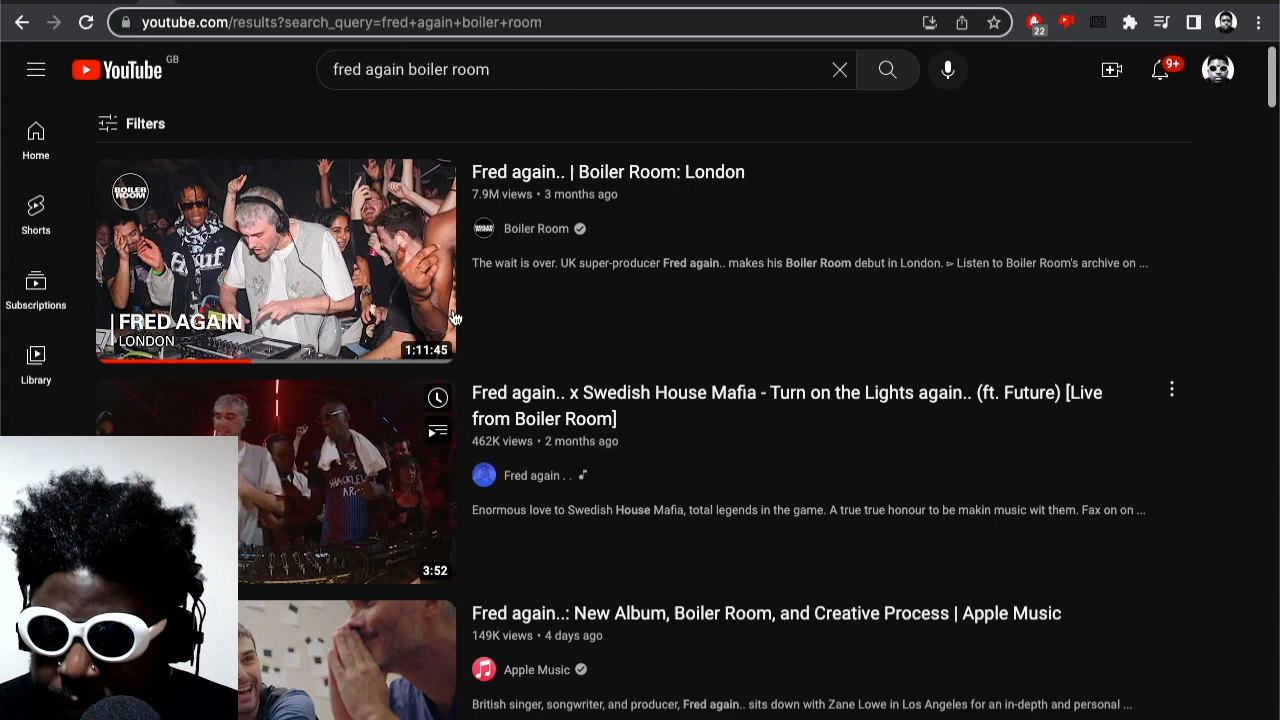 youtube.com/results?search_query=fred+again+boiler+room
22
YouTube GB
fred again boiler room
9+
Filters
Home
Shorts
Subscriptions
Library
BOILER ROOM
| FRED AGAIN
LONDON
1:11:45
Fred again.. | Boiler Room: London
7.9M views • 3 months ago
Boiler Room
The wait is over. UK super-producer Fred again.. makes his Boiler Room debut in London. ▻ Listen to Boiler Room's archive on ...
3:52
Fred again.. x Swedish House Mafia - Turn on the Lights again.. (ft. Future) [Live
from Boiler Room]
462K views • 2 months ago
Fred again . .
Enormous love to Swedish House Mafia, total legends in the game. A true true honour to be makin music wit them. Fax on on ...
Fred again..: New Album, Boiler Room, and Creative Process | Apple Music
149K views • 4 days ago
Apple Music
British singer, songwriter, and producer, Fred again.. sits down with Zane Lowe in Los Angeles for an in-depth and personal ...